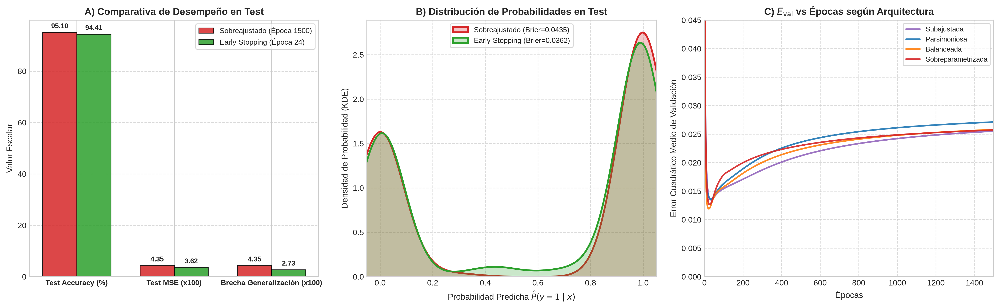 A) Comparativa de Desempeño en Test
Valor Escalar
80
60
40
20
0
95.10
94.41
4.35
3.62
4.35
2.73
Sobreajustado (Época 1500)
Early Stopping (Época 24)
Test Accuracy (%)
Test MSE (x100)
Brecha Generalización (x100)
B) Distribución de Probabilidades en Test
Densidad de Probabilidad (KDE)
2.5
2.0
1.5
1.0
0.5
0.0
Sobreajustado (Brier=0.0435)
Early Stopping (Brier=0.0362)
0.0 0.2 0.4 0.6 0.8 1.0
Probabilidad Predicha P̂(y = 1 | x)
C) E_val vs Épocas según Arquitectura
Error Cuadrático Medio de Validación
0.045
0.040
0.035
0.030
0.025
0.020
0.015
0.010
0.005
0.000
Subajustada
Parsimoniosa
Balanceada
Sobreparametrizada
0 200 400 600 800 1000 1200 1400
Épocas